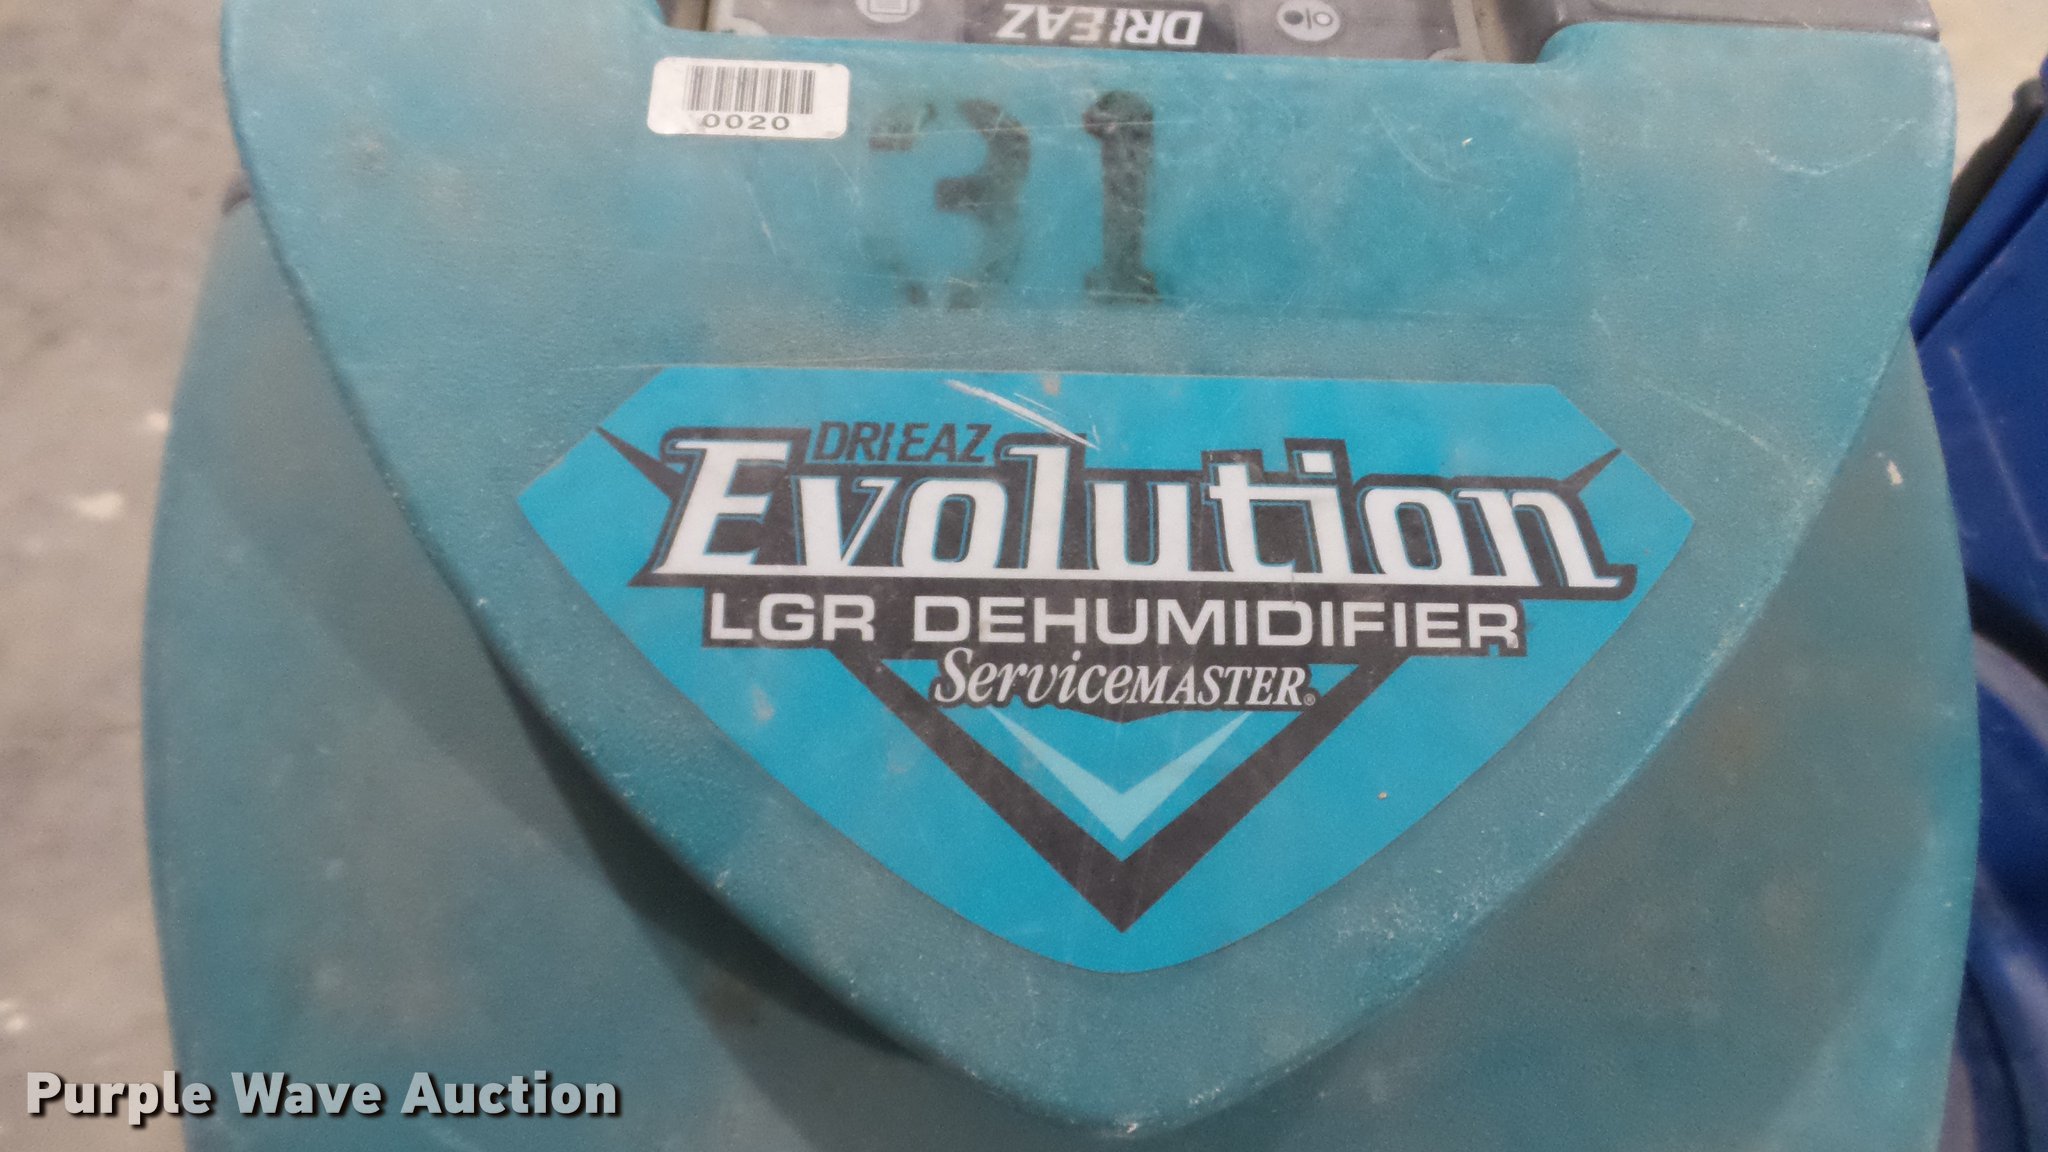 DRIEAZ
0020
31
DRIEAZ
Evolution
LGR DEHUMIDIFIER
ServiceMASTER®
Purple Wave Auction